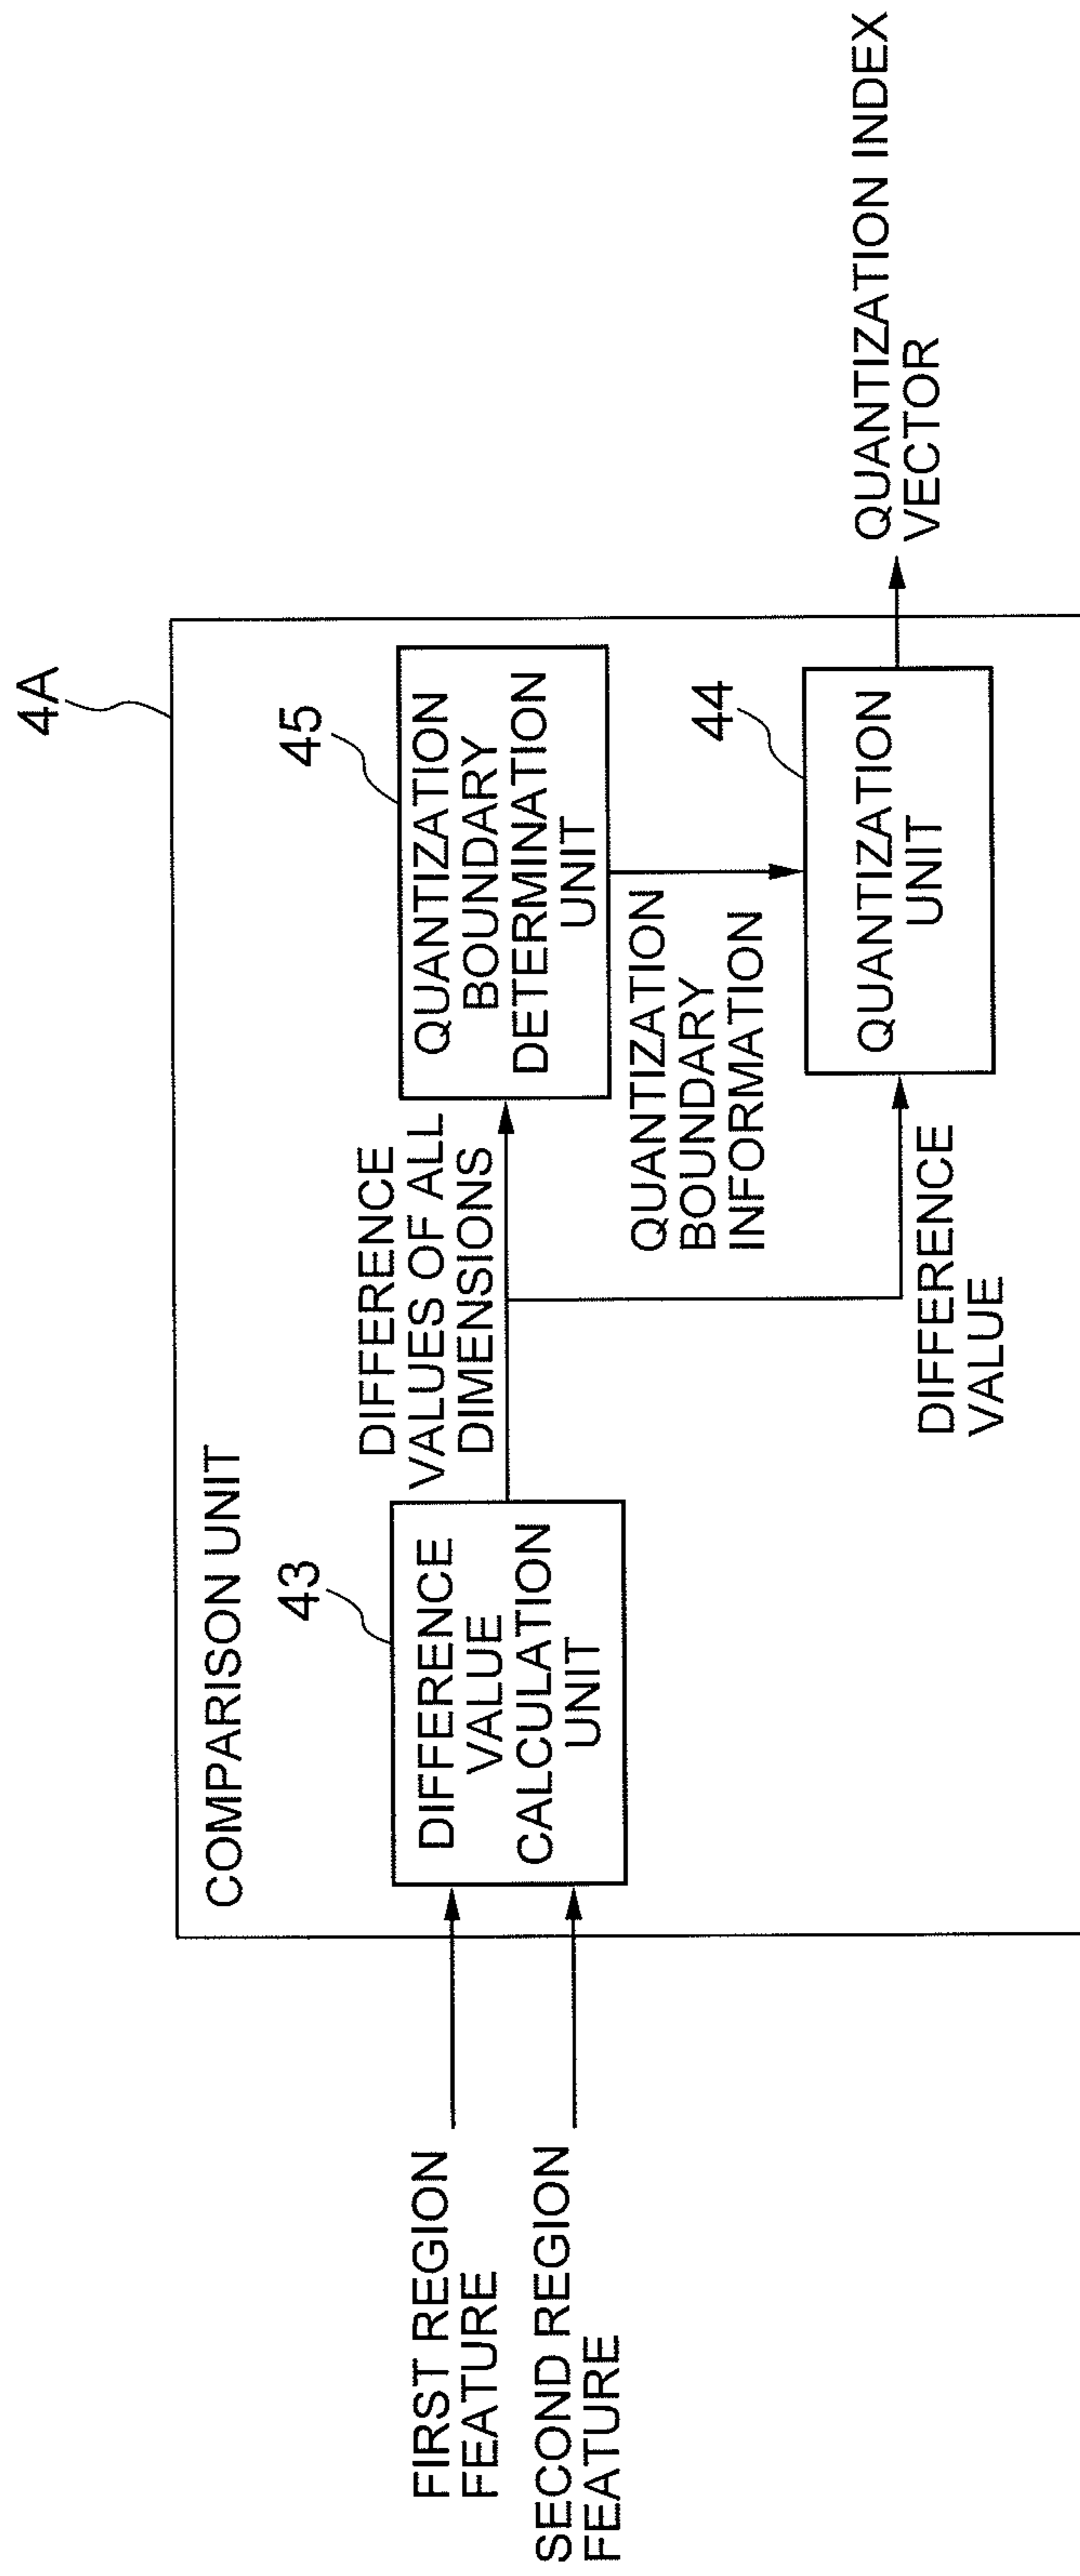 4A
COMPARISON UNIT
FIRST REGION
FEATURE
SECOND REGION
FEATURE
43
DIFFERENCE
VALUE
CALCULATION
UNIT
DIFFERENCE
VALUES OF ALL
DIMENSIONS
45
QUANTIZATION
BOUNDARY
DETERMINATION
UNIT
QUANTIZATION
BOUNDARY
INFORMATION
DIFFERENCE
VALUE
44
QUANTIZATION
UNIT
QUANTIZATION INDEX
VECTOR